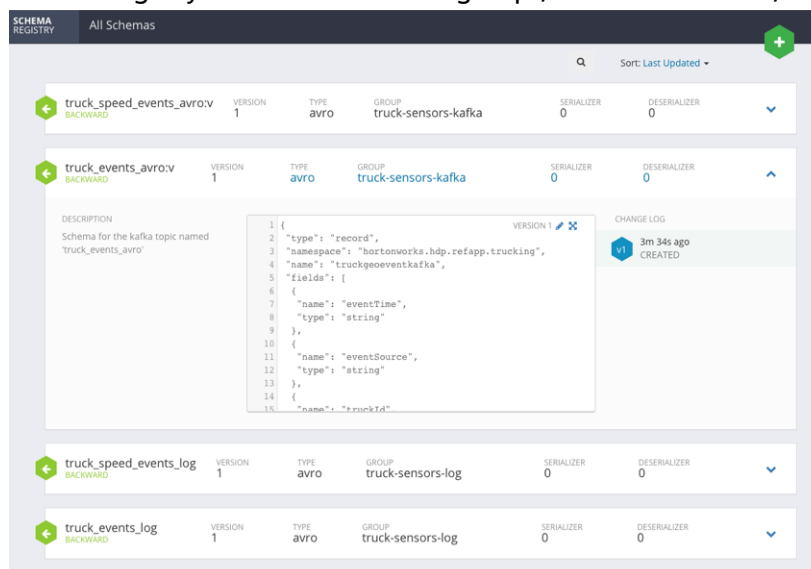 SCHEMA
REGISTRY
All Schemas
Sort: Last Updated
truck_speed_events_avro:v
BACKWARD
VERSION
1
TYPE
avro
GROUP
truck-sensors-kafka
SERIALIZER
0
DESERIALIZER
0
truck_events_avro:v
BACKWARD
VERSION
1
TYPE
avro
GROUP
truck-sensors-kafka
SERIALIZER
0
DESERIALIZER
0
DESCRIPTION
Schema for the kafka topic named
'truck_events_avro'
VERSION 1
1 {
2 "type": "record",
3 "namespace": "hortonworks.hdp.refapp.trucking",
4 "name": "truckgeoeventkafka",
5 "fields": [
6 {
7 "name": "eventTime",
8 "type": "string"
9 },
10 {
11 "name": "eventSource",
12 "type": "string"
13 },
14 {
15 "name": "truckId",
CHANGE LOG
v1
3m 34s ago
CREATED
truck_speed_events_log
BACKWARD
VERSION
1
TYPE
avro
GROUP
truck-sensors-log
SERIALIZER
0
DESERIALIZER
0
truck_events_log
BACKWARD
VERSION
1
TYPE
avro
GROUP
truck-sensors-log
SERIALIZER
0
DESERIALIZER
0